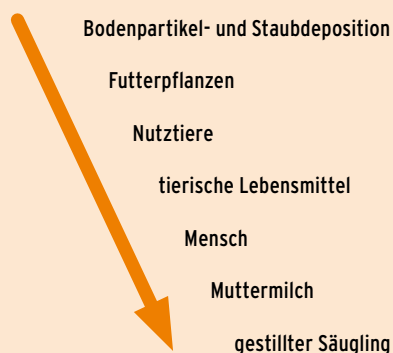 Bodenpartikel- und Staubdeposition
Futterpflanzen
Nutztiere
tierische Lebensmittel
Mensch
Muttermilch
gestillter Säugling